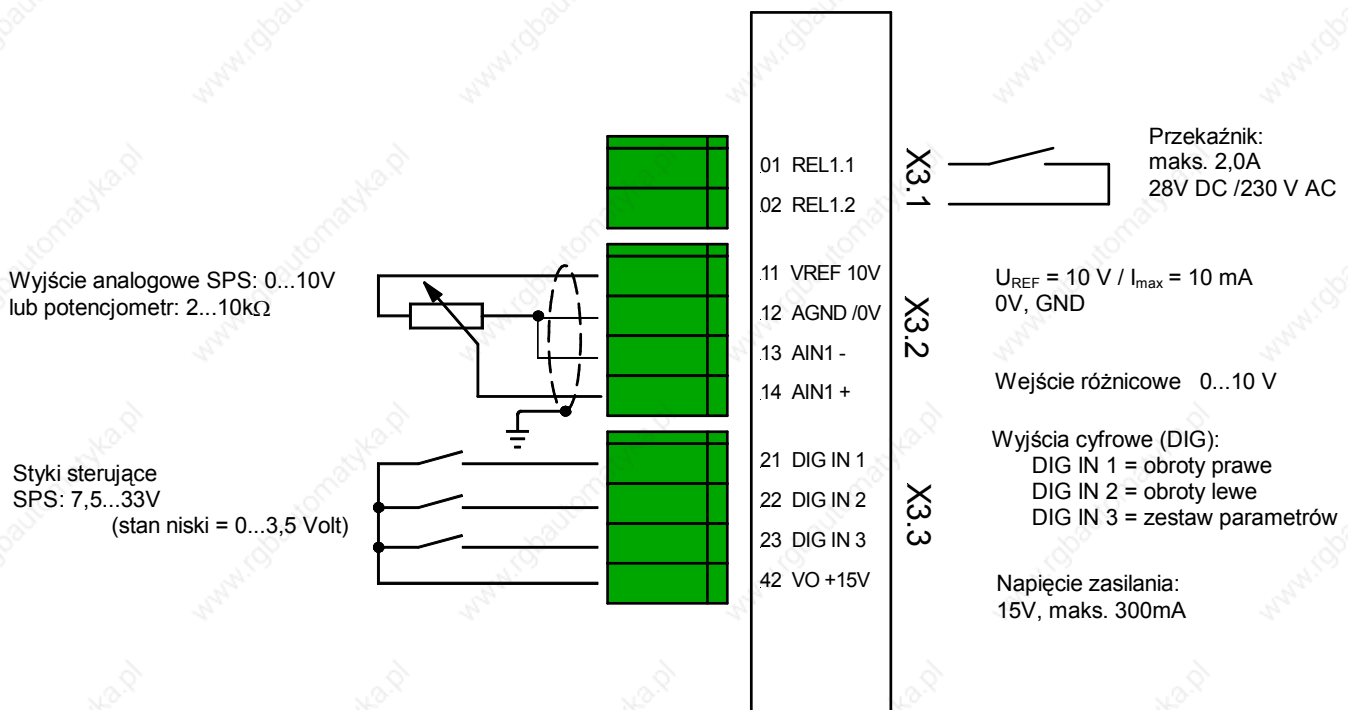 01 REL1.1
02 REL1.2
X3.1
Przekaźnik:
maks. 2,0A
28V DC /230 V AC
Wyjście analogowe SPS: 0...10V
lub potencjometr: 2...10kΩ
11 VREF 10V
12 AGND /0V
13 AIN1 -
14 AIN1 +
X3.2
UREF = 10 V / Imax = 10 mA
0V, GND
Wejście różnicowe 0...10 V
Styki sterujące
SPS: 7,5...33V
(stan niski = 0...3,5 Volt)
21 DIG IN 1
22 DIG IN 2
23 DIG IN 3
42 VO +15V
X3.3
Wyjścia cyfrowe (DIG):
DIG IN 1 = obroty prawe
DIG IN 2 = obroty lewe
DIG IN 3 = zestaw parametrów
Napięcie zasilania:
15V, maks. 300mA
www.rgbautomatyka.pl